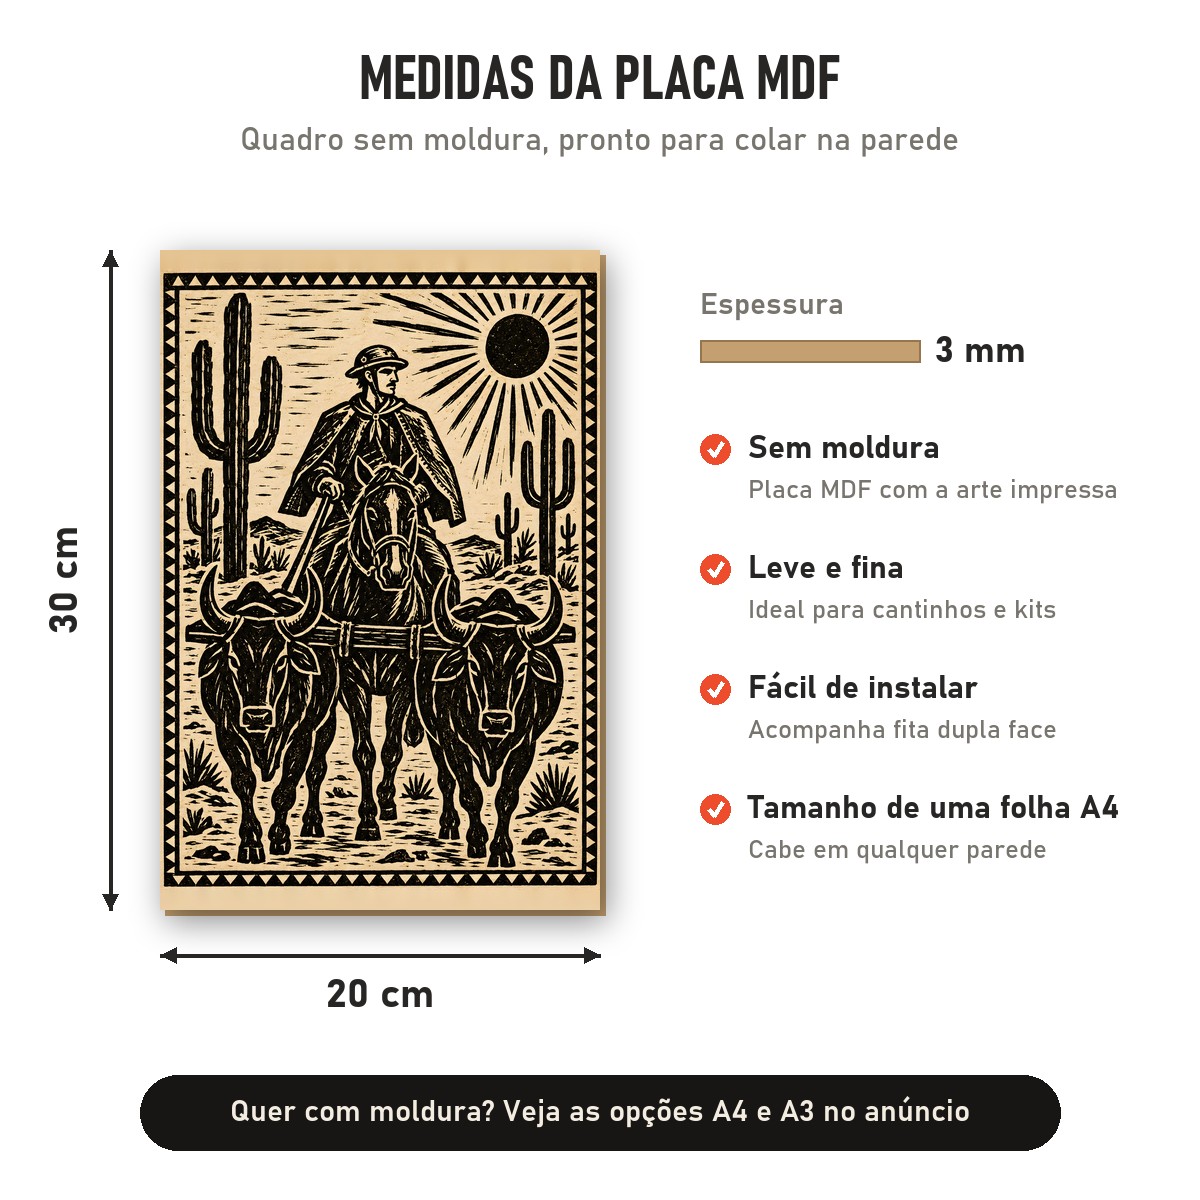 MEDIDAS DA PLACA MDF
Quadro sem moldura, pronto para colar na parede
Espessura
3 mm
Sem moldura
Placa MDF com a arte impressa
Leve e fina
Ideal para cantinhos e kits
Fácil de instalar
Acompanha fita dupla face
Tamanho de uma folha A4
Cabe em qualquer parede
30 cm
20 cm
Quer com moldura? Veja as opções A4 e A3 no anúncio